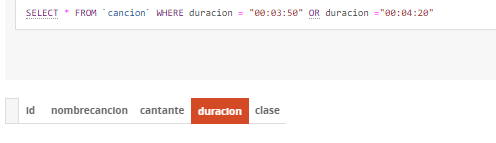 SELECT * FROM `cancion` WHERE duracion = "00:03:50" OR duracion ="00:04:20"
id nombrecancion cantante duracion clase